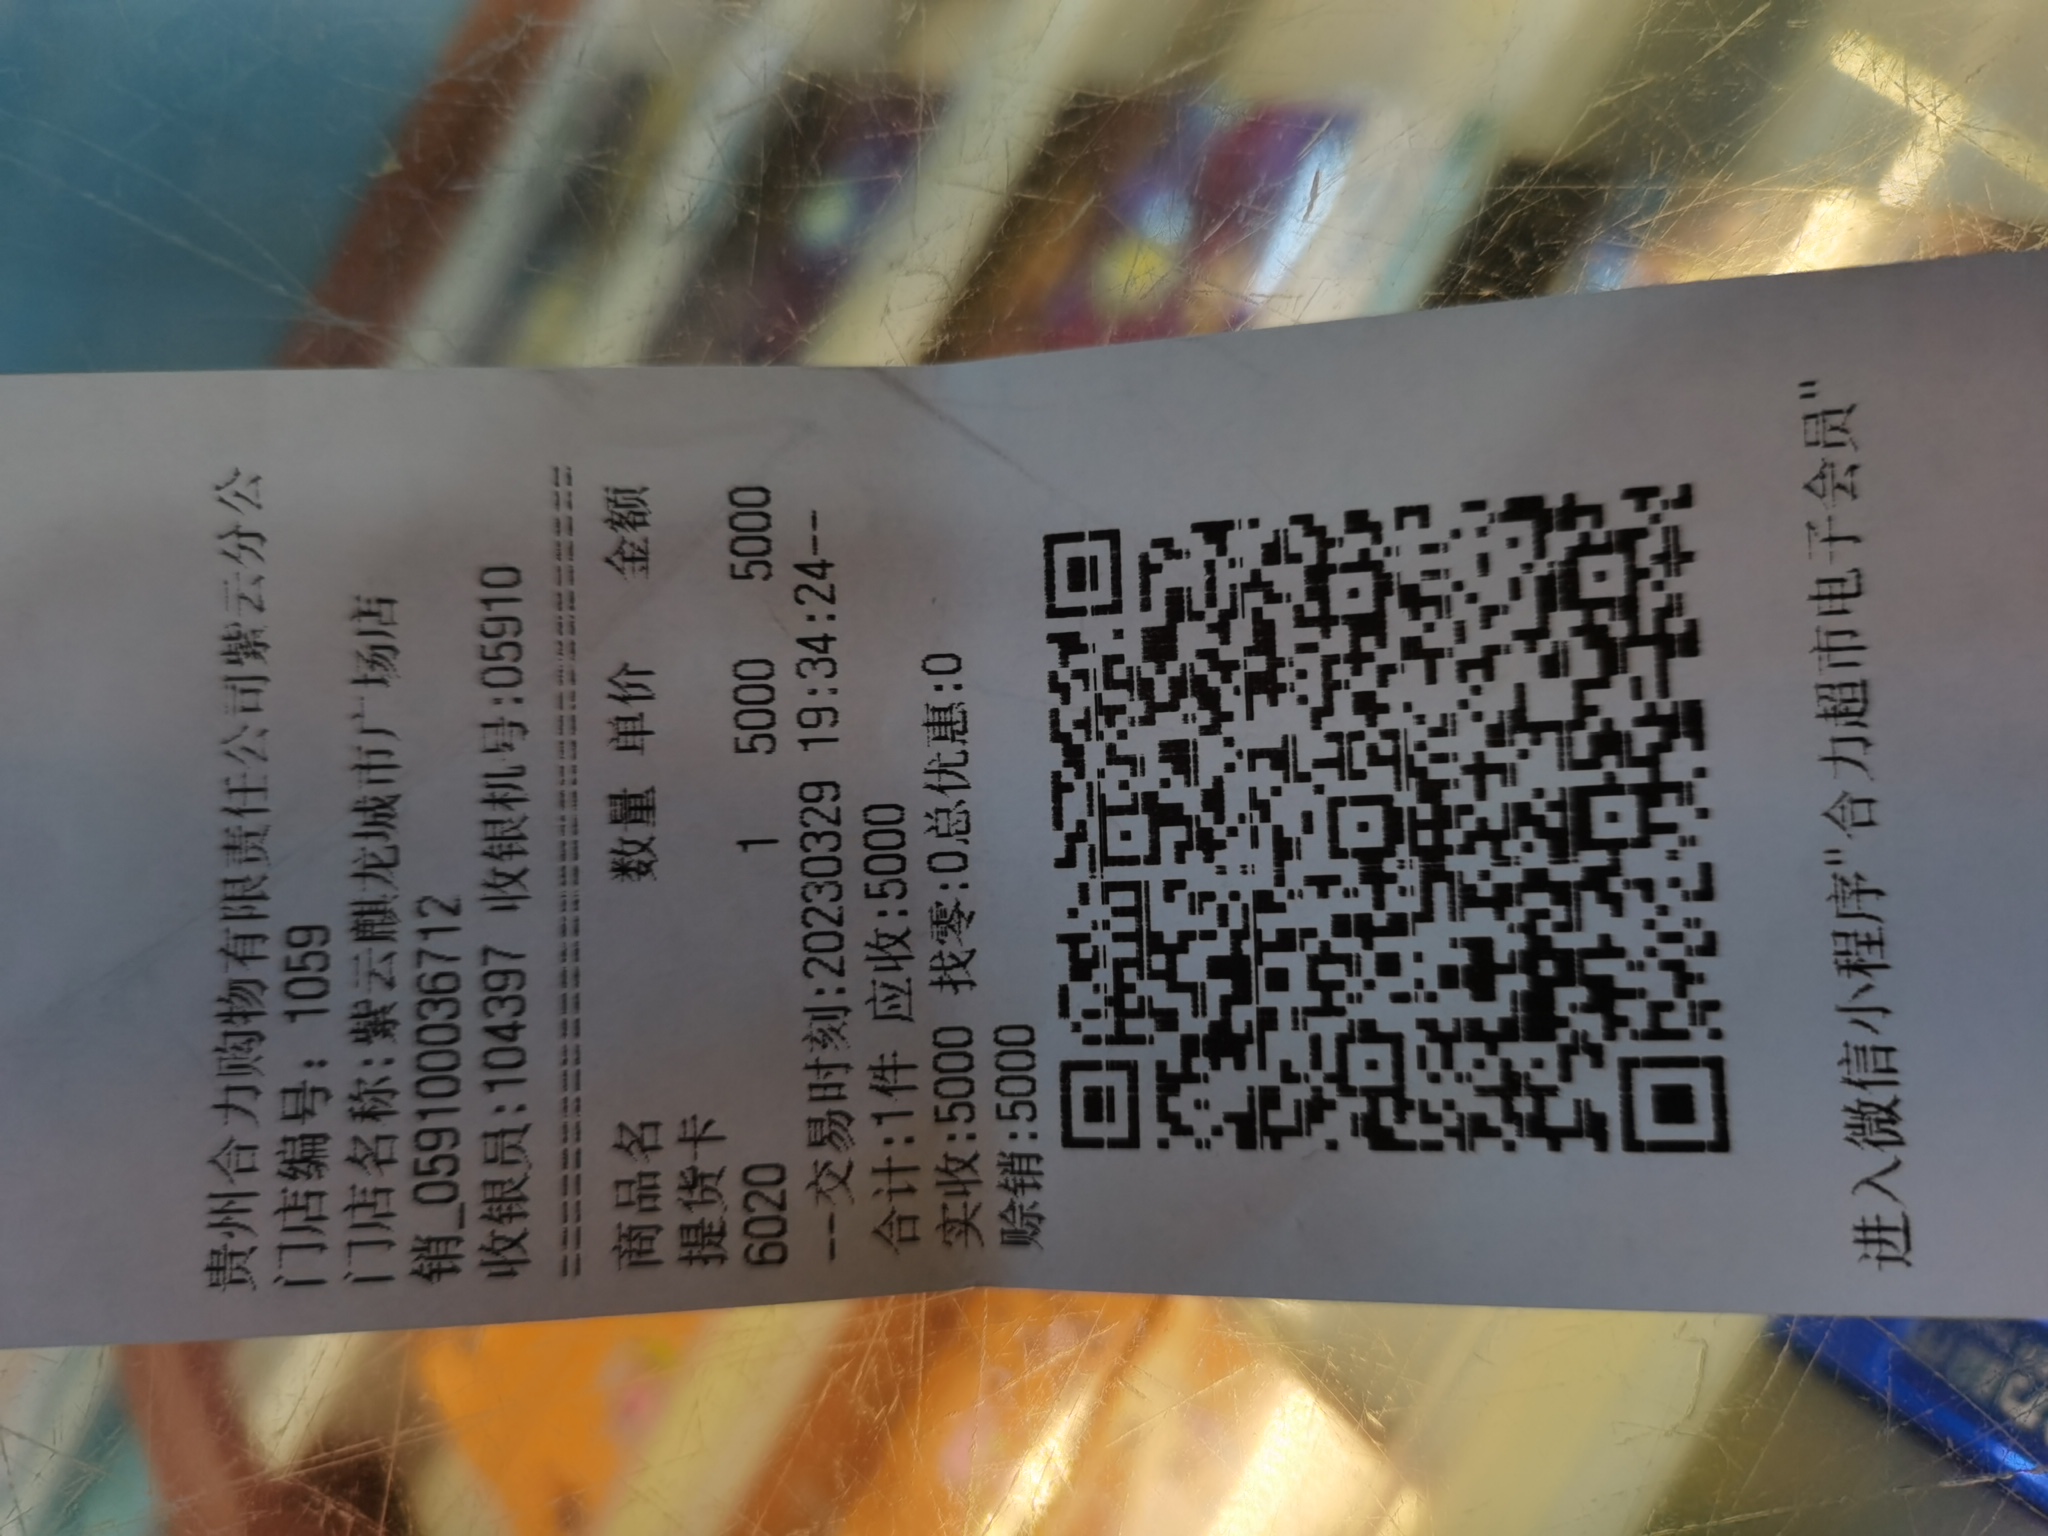 贵州合力购物有限责任公司紫云分公
门店编号: 1059
门店名称:紫云麒龙城市广场店
销_059100036712
收银员:104397 收银机号:059910
商品名 数量 单价 金额
提货卡
6020 1 5000 5000
--交易时刻:20230329 19:34:24--
合计:1件 应收:5000
实收:5000 找零:0总优惠:0
赊销:5000
进入微信小程序"合力超市电子会员"